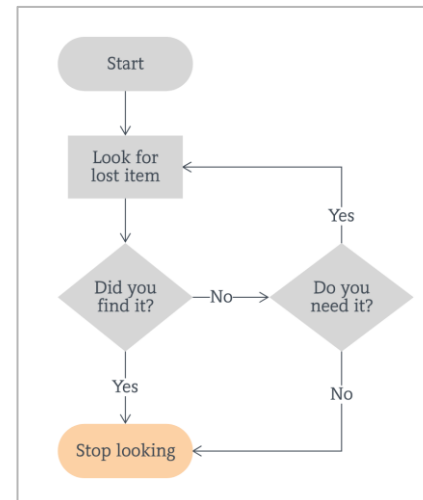 Start
Look for
lost item
Yes
Did you
find it?
No
Do you
need it?
Yes
No
Stop looking